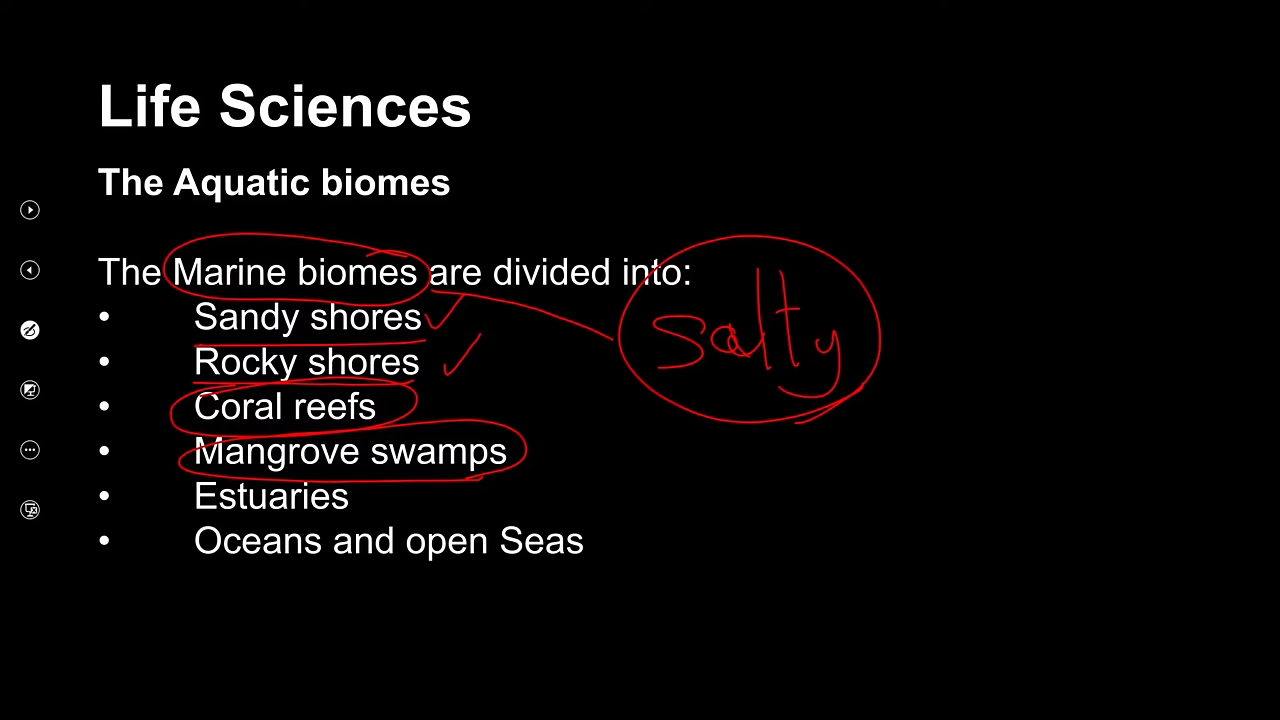 Life Sciences
The Aquatic biomes
The Marine biomes are divided into:
• Sandy shores
• Rocky shores
• Coral reefs
• Mangrove swamps
• Estuaries
• Oceans and open Seas
salty